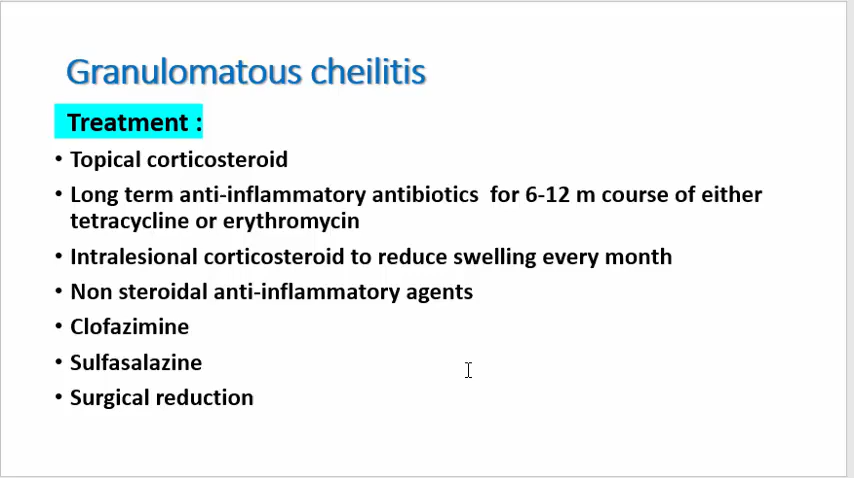 Granulomatous cheilitis
Treatment :
• Topical corticosteroid
• Long term anti-inflammatory antibiotics  for 6-12 m course of either
tetracycline or erythromycin
• Intralesional corticosteroid to reduce swelling every month
• Non steroidal anti-inflammatory agents
• Clofazimine
• Sulfasalazine
• Surgical reduction